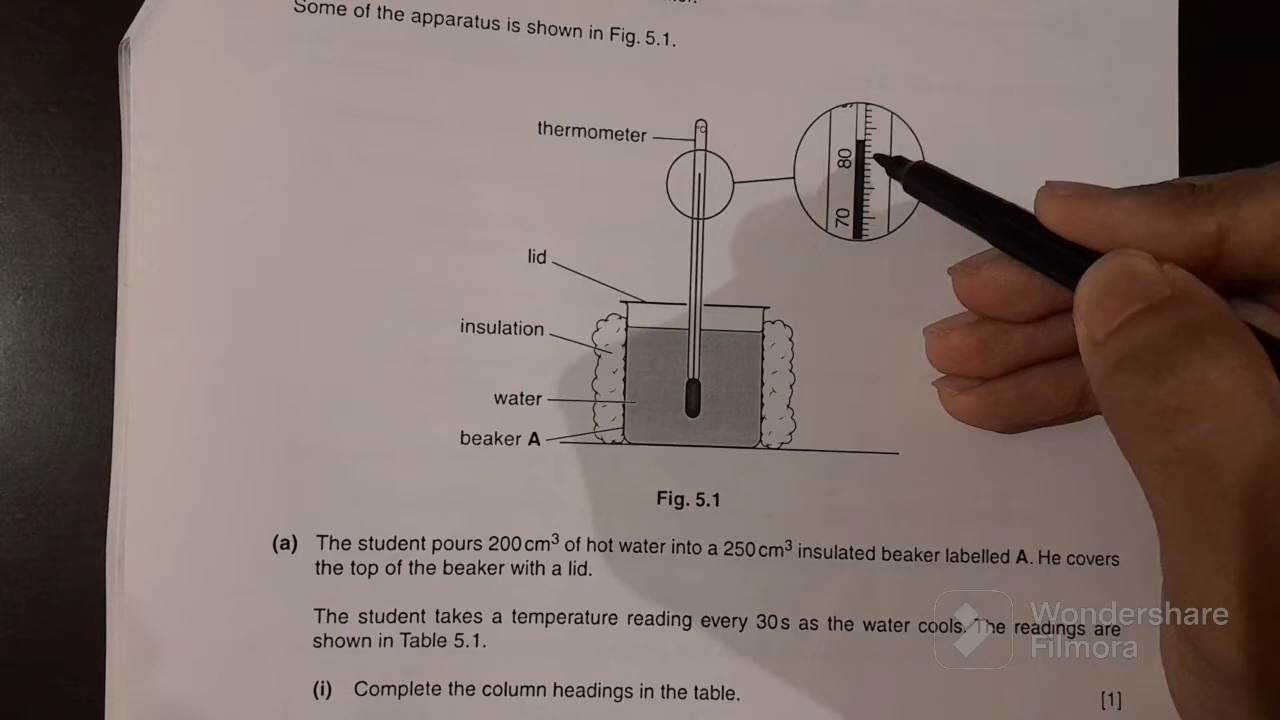 Some of the apparatus is shown in Fig. 5.1.
thermometer
80
70
lid
insulation
water
beaker A
Fig. 5.1
(a) The student pours 200 cm³ of hot water into a 250 cm³ insulated beaker labelled A. He covers
the top of the beaker with a lid.
The student takes a temperature reading every 30 s as the water cools. The readings are
shown in Table 5.1.
(i) Complete the column headings in the table. [1]
Wondershare
Filmora